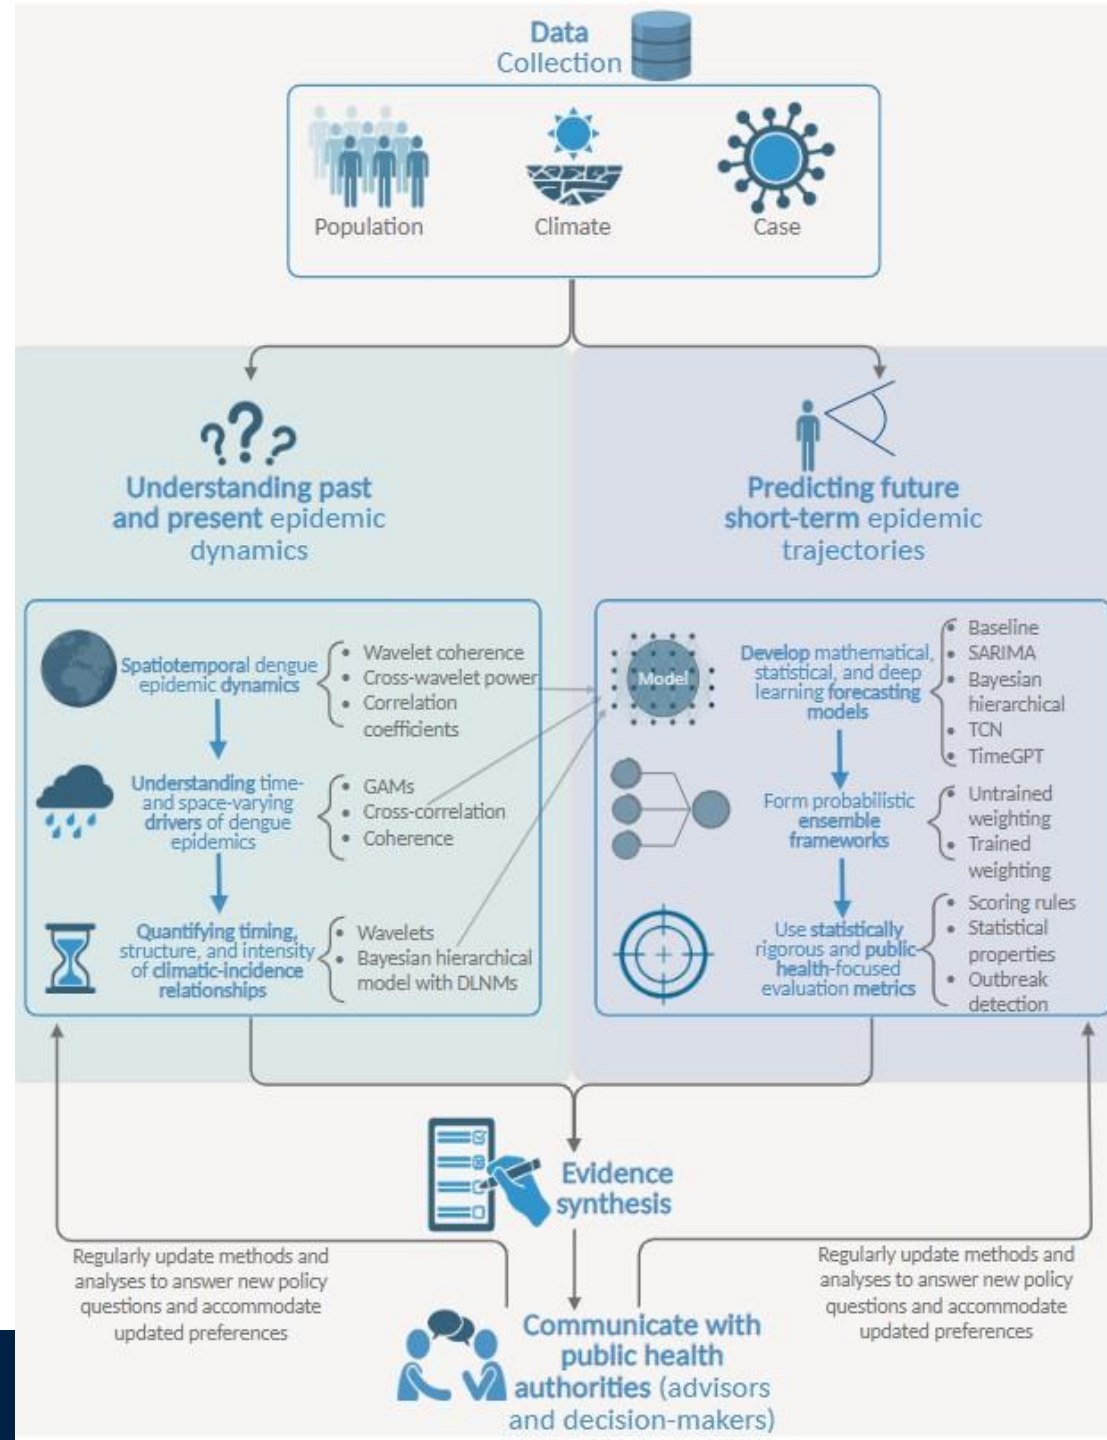 Data
Collection
Population
Climate
Case
Understanding past
and present epidemic
dynamics
Predicting future
short-term epidemic
trajectories
Spatiotemporal dengue
epidemic dynamics
• Wavelet coherence
• Cross-wavelet power
• Correlation
coefficients
Understanding time-
and space-varying
drivers of dengue
epidemics
• GAMs
• Cross-correlation
• Coherence
Quantifying timing,
structure, and intensity
of climatic-incidence
relationships
• Wavelets
• Bayesian hierarchical
model with DLNMs
Model
Develop mathematical,
statistical, and deep
learning forecasting
models
• Baseline
• SARIMA
• Bayesian
hierarchical
• TCN
• TimeGPT
Form probabilistic
ensemble
frameworks
• Untrained
weighting
• Trained
weighting
Use statistically
rigorous and public-
health-focused
evaluation metrics
• Scoring rules
• Statistical
properties
• Outbreak
detection
Evidence
synthesis
Regularly update methods and
analyses to answer new policy
questions and accommodate
updated preferences
Regularly update methods and
analyses to answer new policy
questions and accommodate
updated preferences
Communicate with
public health
authorities (advisors
and decision-makers)